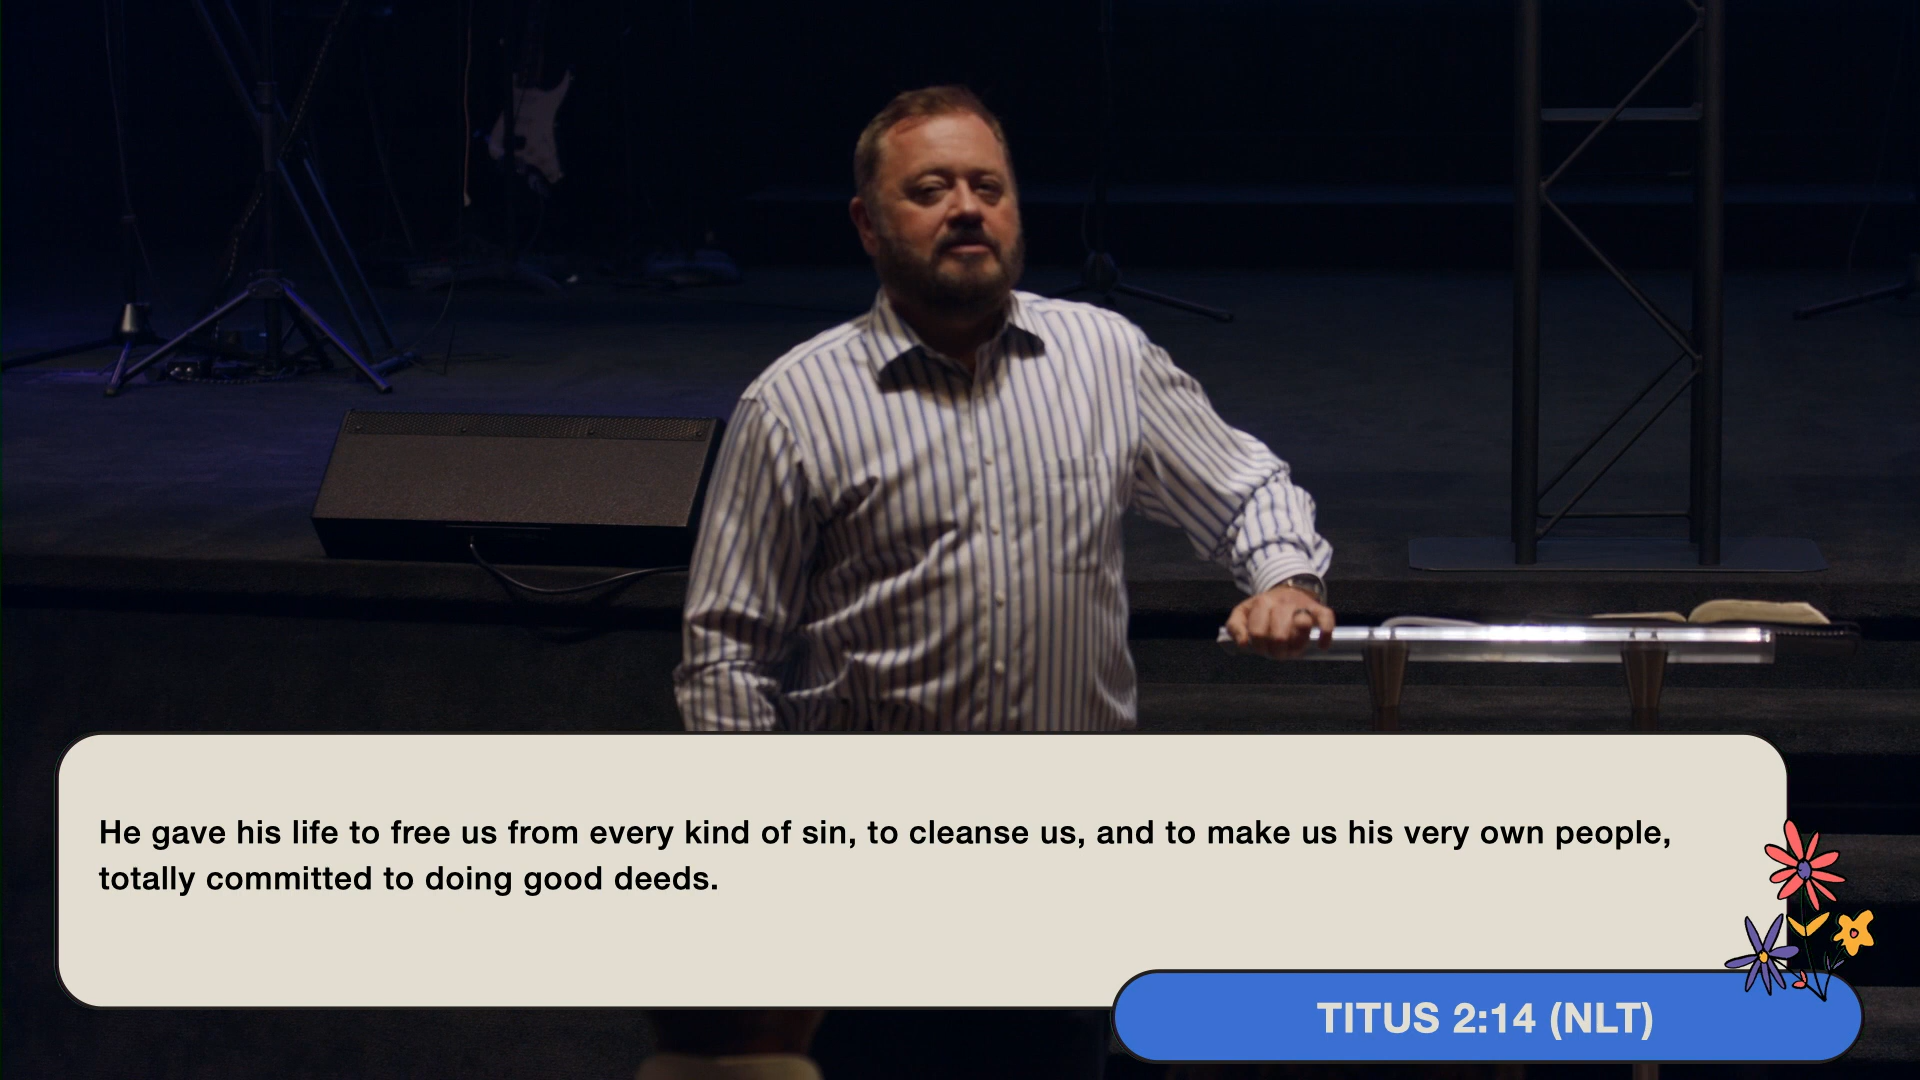 He gave his life to free us from every kind of sin, to cleanse us, and to make us his very own people,
totally committed to doing good deeds.
TITUS 2:14 (NLT)